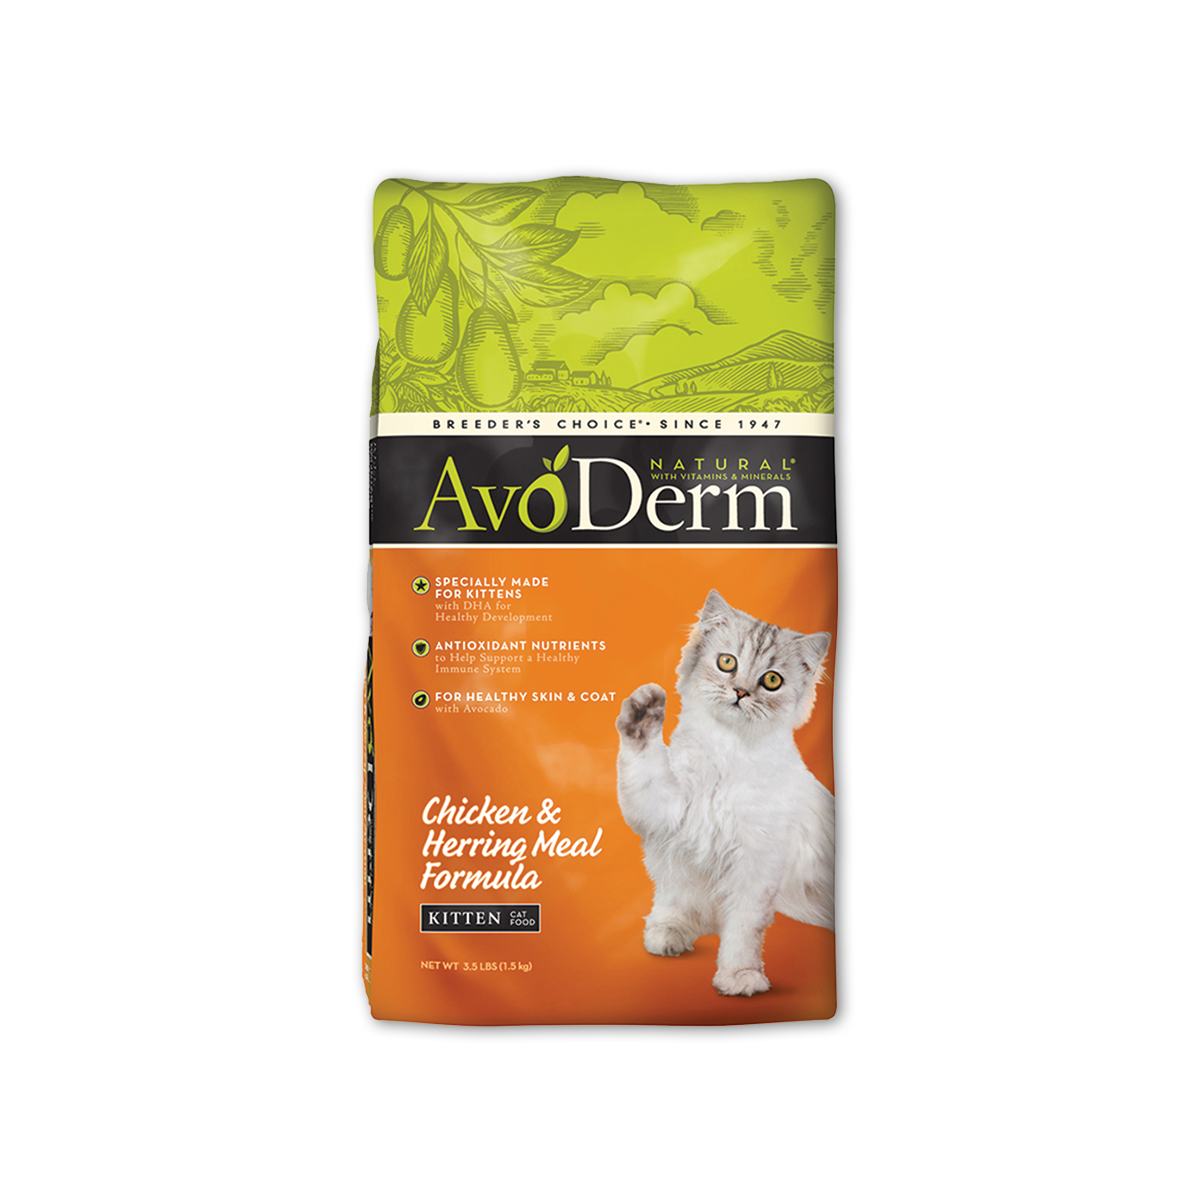 BREEDER'S CHOICE®• SINCE 1947
NATURAL®
WITH VITAMINS & MINERALS
AvoDerm
SPECIALLY MADE
FOR KITTENS
with DHA for
Healthy Development
ANTIOXIDANT NUTRIENTS
to Help Support a Healthy
Immune System
FOR HEALTHY SKIN & COAT
with Avocado
Chicken &
Herring Meal
Formula
KITTEN CAT FOOD
NET WT 3.5 LBS (1.5 kg)